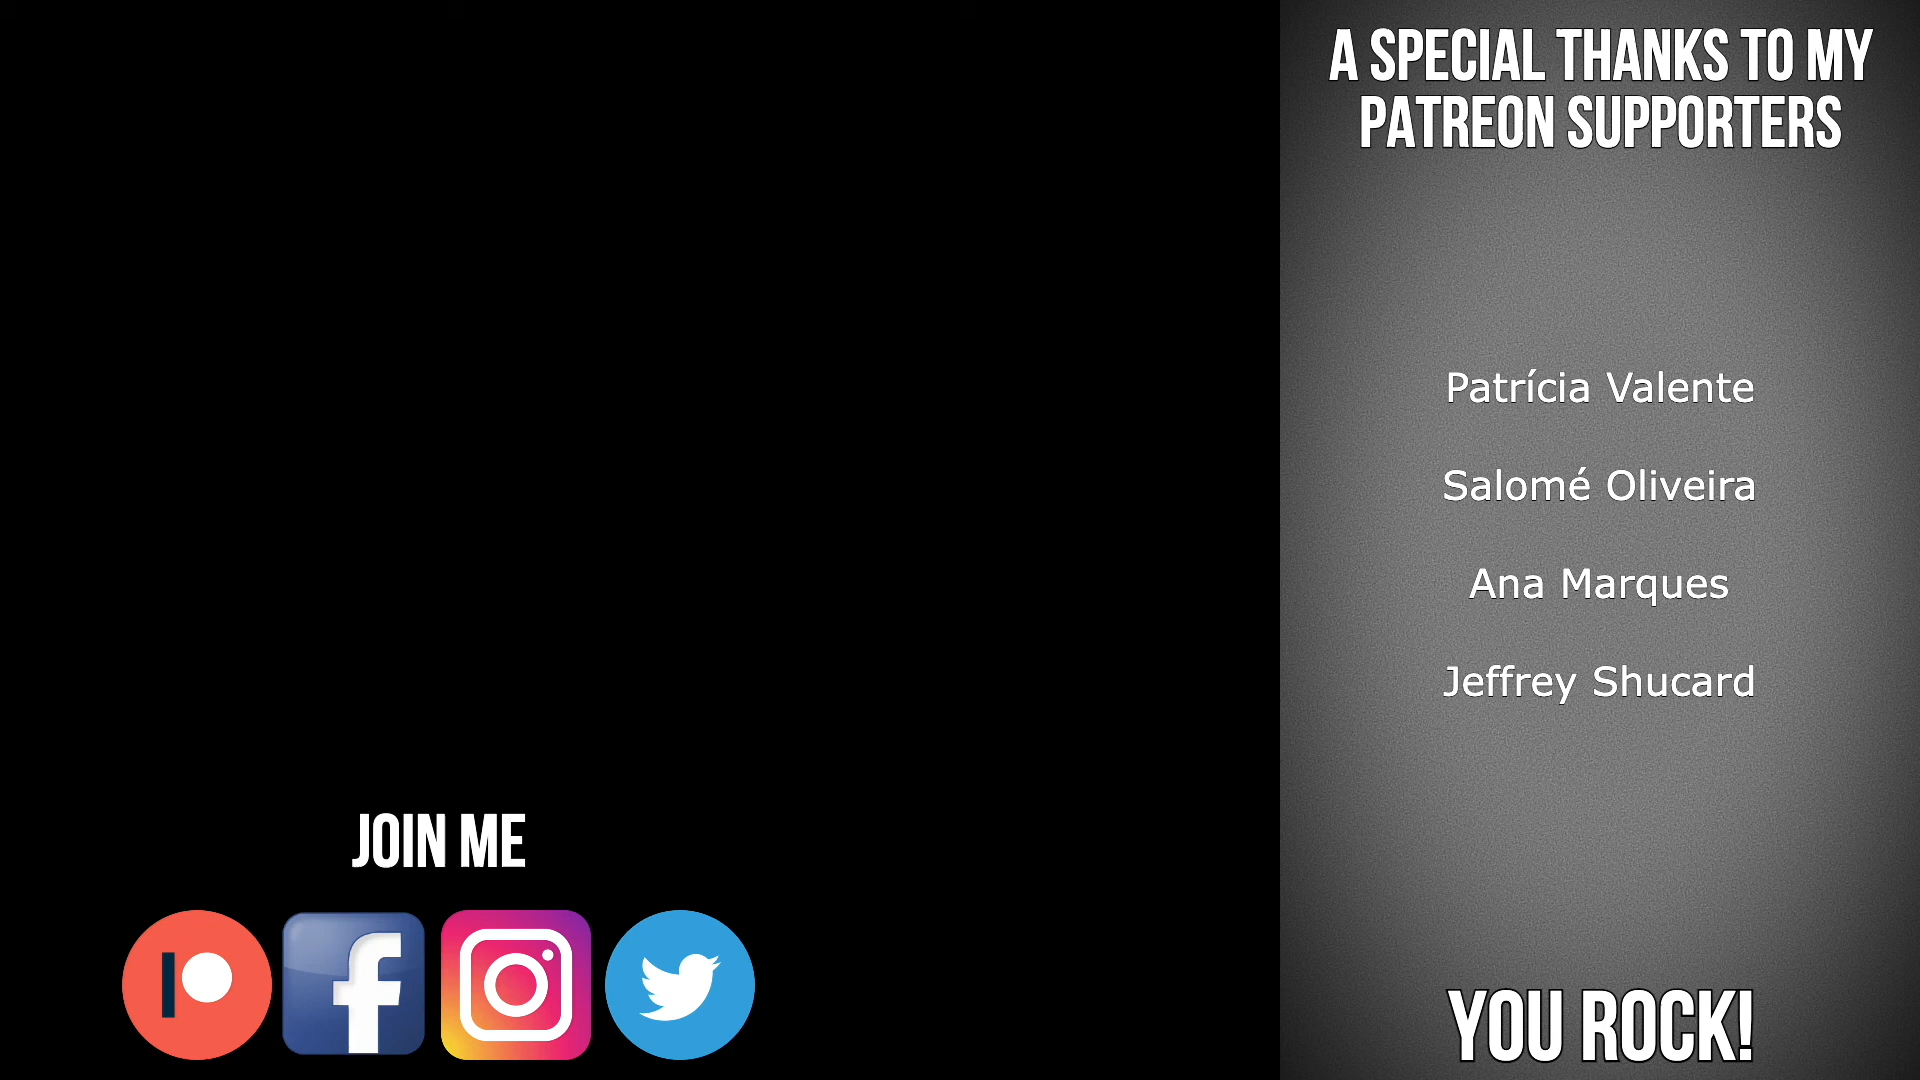 A SPECIAL THANKS TO MY
PATREON SUPPORTERS
Patrícia Valente
Salomé Oliveira
Ana Marques
Jeffrey Shucard
JOIN ME
YOU ROCK!